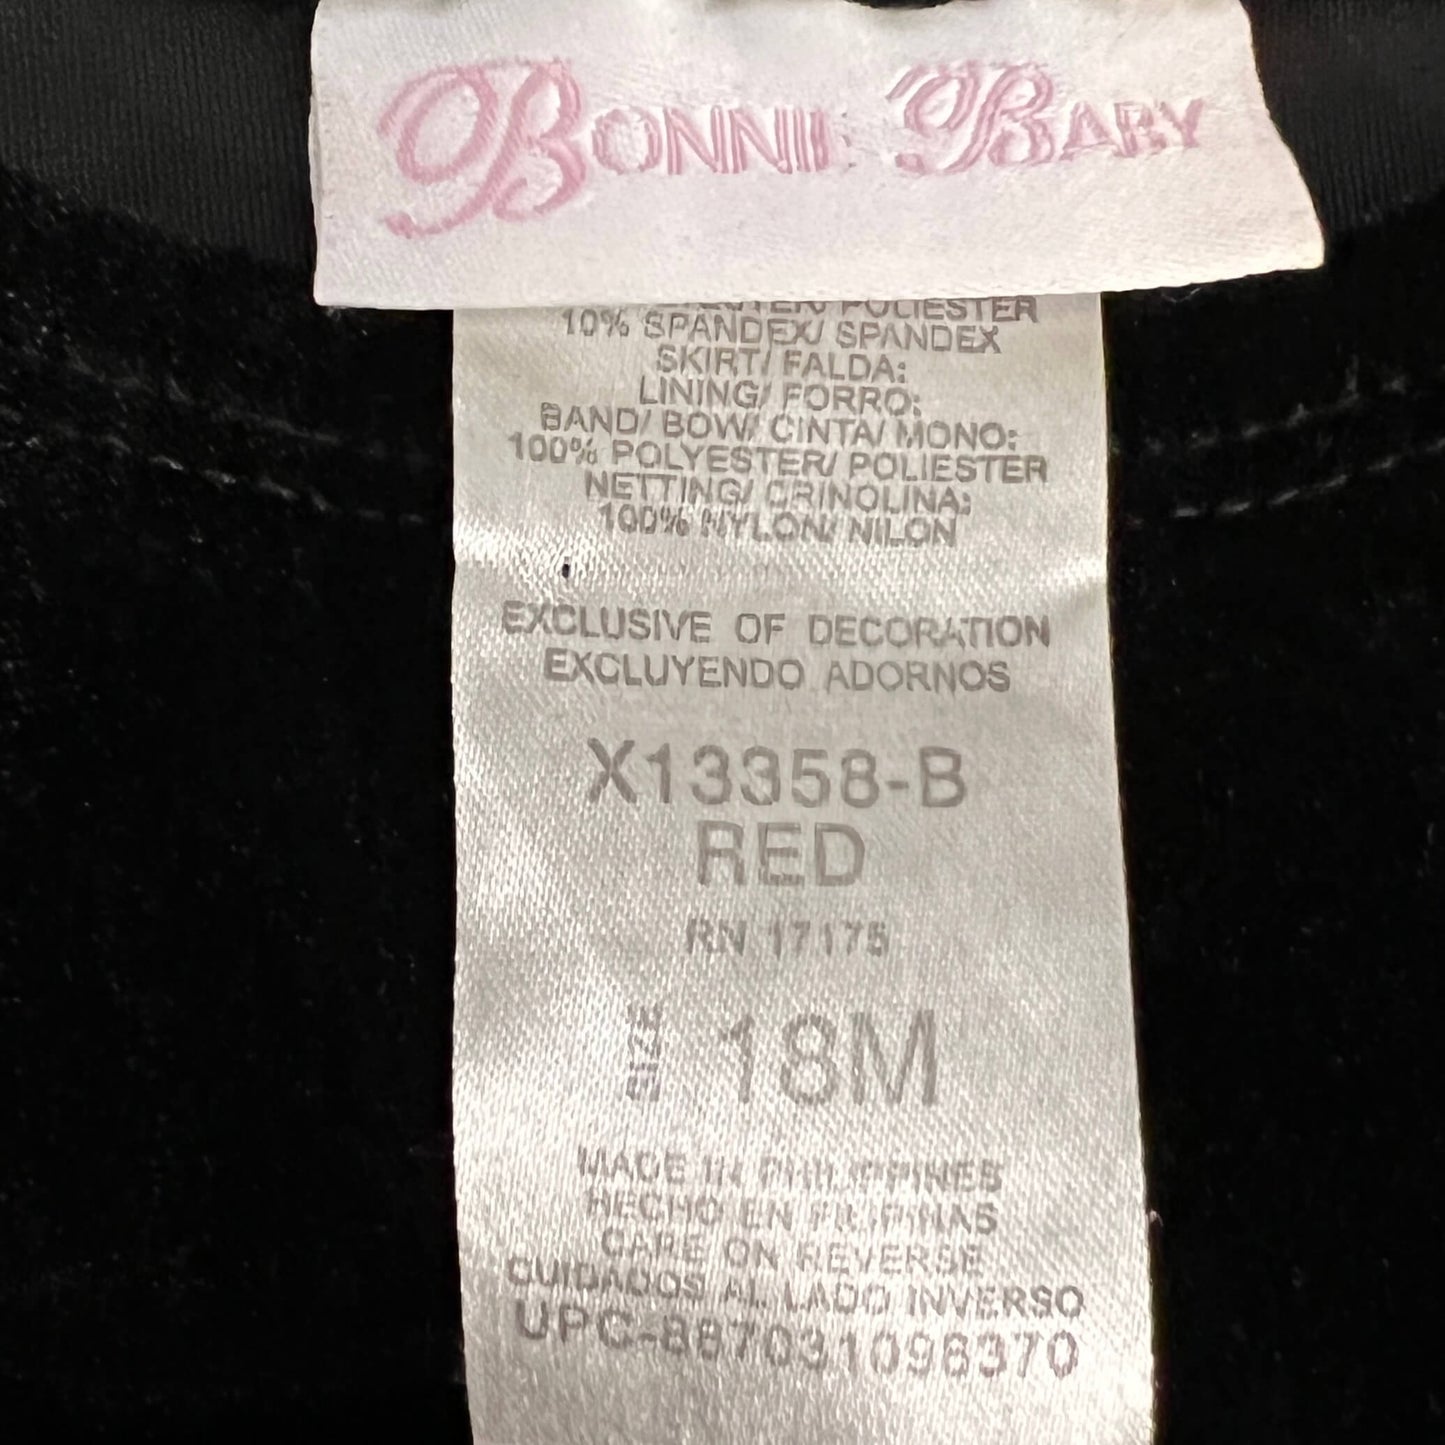 BONNIE BABY
POLIESTER
10% SPANDEX/ SPANDEX
SKIRT/ FALDA:
LINING/ FORRO:
BAND/ BOW/ CINTA/ MONO:
100% POLYESTER/ POLIESTER
NETTING/ CRINOLINA:
100% NYLON/ NILON
EXCLUSIVE OF DECORATION
EXCLUYENDO ADORNOS
X13358-B
RED
RN 17175
SIZE 18M
MADE IN PHILIPPINES
HECHO EN FILIPINAS
CARE ON REVERSE
CUIDADOS AL LADO INVERSO
UPC-887031096370